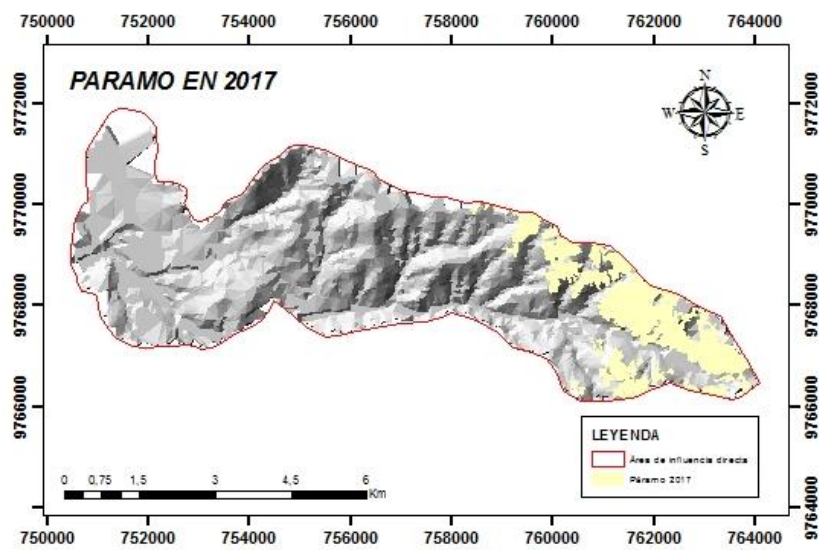 750000 752000 754000 756000 758000 760000 762000 764000
PARAMO EN 2017
N
W E
S
9772000 9772000
9770000 9770000
9768000 9768000
9766000 9766000
9764000
LEYENDA
Área de influencia directa
Páramo 2017
0 0,75 1,5 3 4,5 6
Km
750000 752000 754000 756000 758000 760000 762000 764000